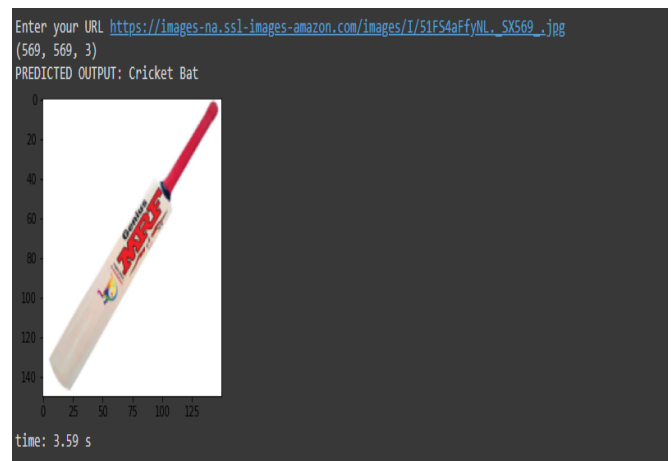 Enter your URL https://images-na.ssl-images-amazon.com/images/I/51FS4aFfyNL._SX569_.jpg
(569, 569, 3)
PREDICTED OUTPUT: Cricket Bat
0
20
40
60
80
100
120
140
Genius
MRF
0 25 50 75 100 125
time: 3.59 s